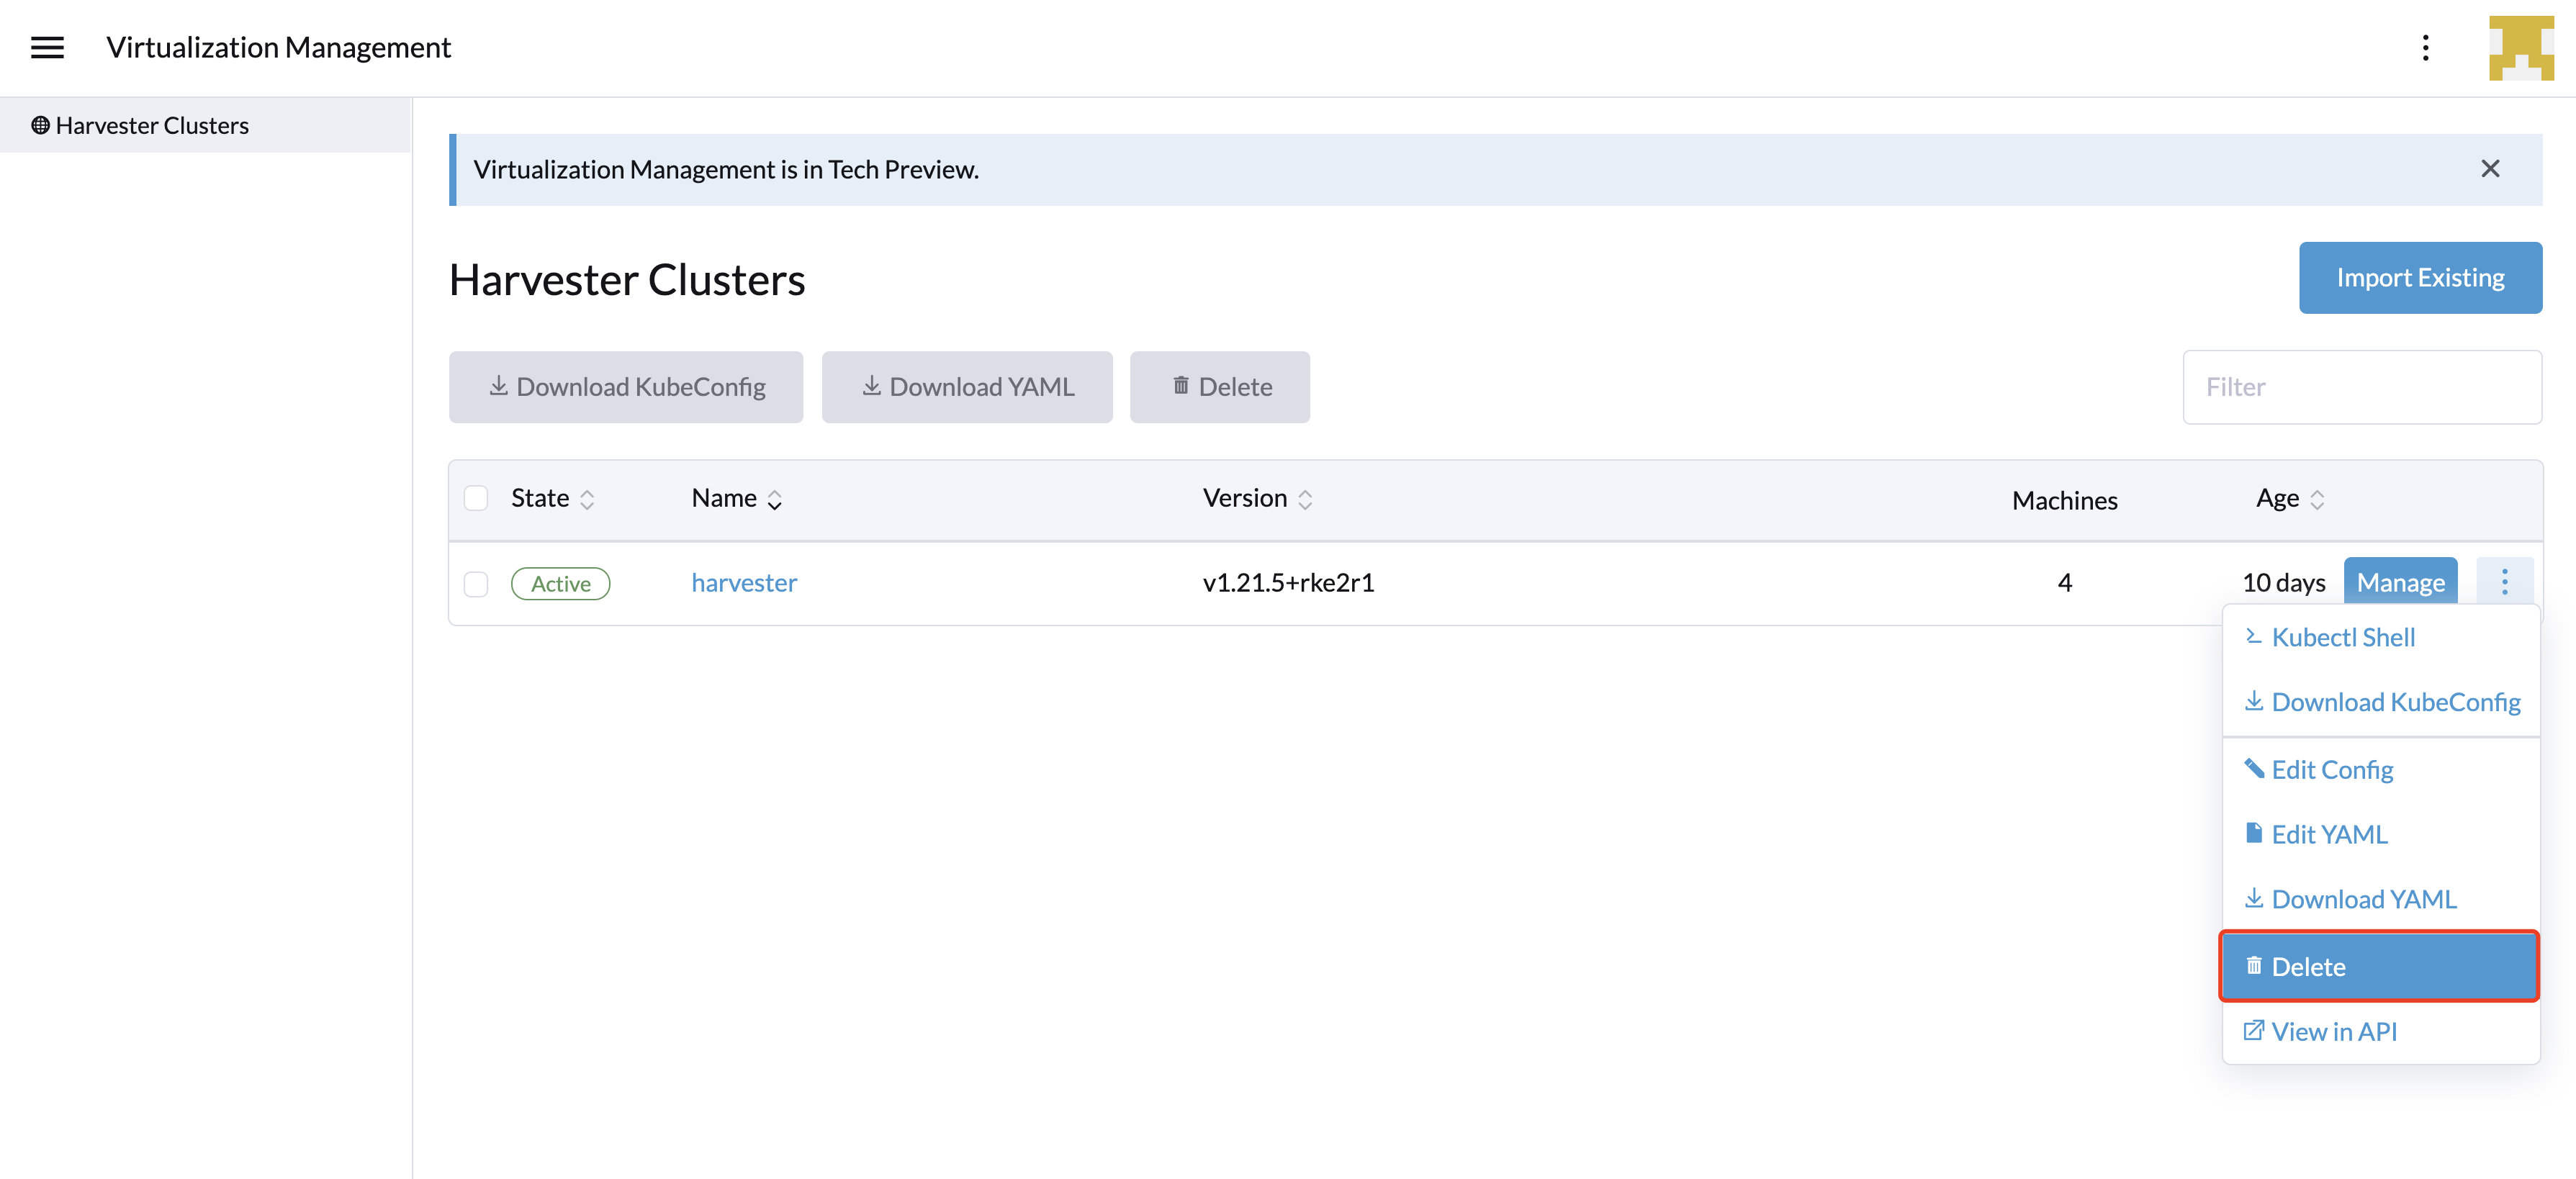 Virtualization Management
Harvester Clusters
Virtualization Management is in Tech Preview.
Harvester Clusters
Import Existing
Download KubeConfig Download YAML Delete
Filter
State Name Version Machines Age
Active harvester v1.21.5+rke2r1 4 10 days Manage
Kubectl Shell
Download KubeConfig
Edit Config
Edit YAML
Download YAML
Delete
View in API